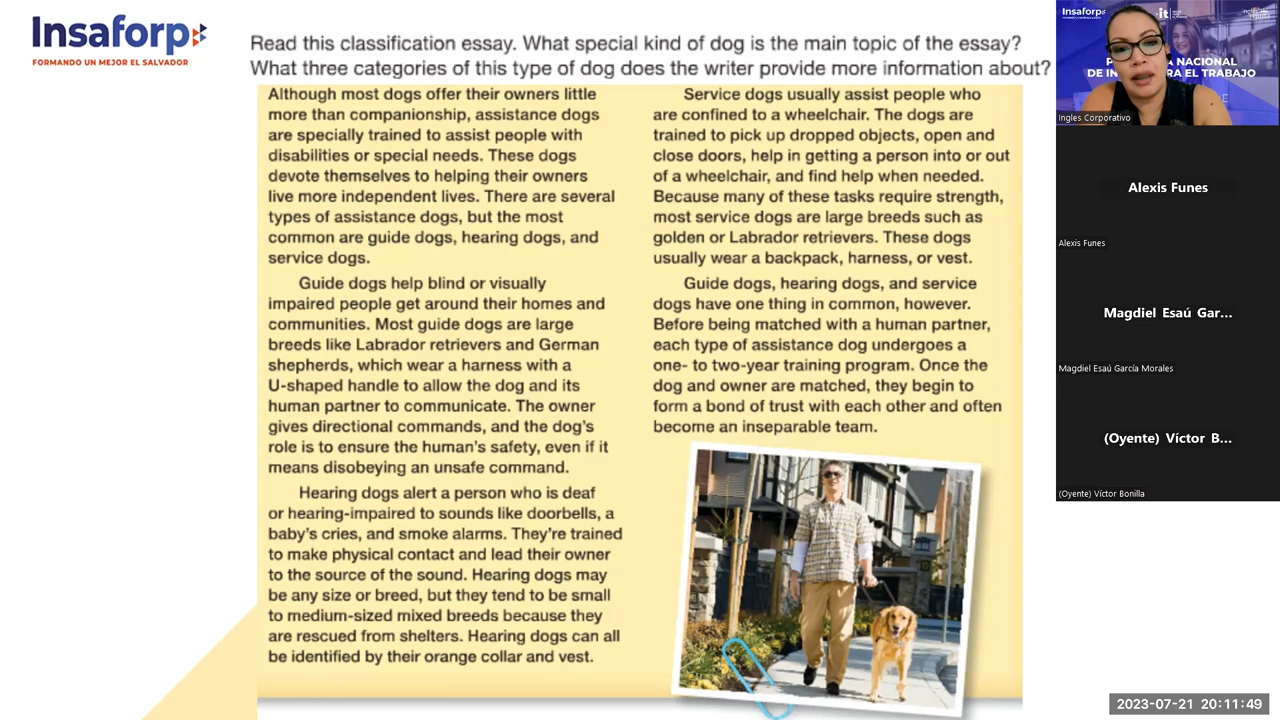 Insaforp
FORMANDO UN MEJOR EL SALVADOR
Read this classification essay. What special kind of dog is the main topic of the essay?
What three categories of this type of dog does the writer provide more information about?
Although most dogs offer their owners little
more than companionship, assistance dogs
are specially trained to assist people with
disabilities or special needs. These dogs
devote themselves to helping their owners
live more independent lives. There are several
types of assistance dogs, but the most
common are guide dogs, hearing dogs, and
service dogs.
Guide dogs help blind or visually
impaired people get around their homes and
communities. Most guide dogs are large
breeds like Labrador retrievers and German
shepherds, which wear a harness with a
U-shaped handle to allow the dog and its
human partner to communicate. The owner
gives directional commands, and the dog's
role is to ensure the human's safety, even if it
means disobeying an unsafe command.
Hearing dogs alert a person who is deaf
or hearing-impaired to sounds like doorbells, a
baby's cries, and smoke alarms. They're trained
to make physical contact and lead their owner
to the source of the sound. Hearing dogs may
be any size or breed, but they tend to be small
to medium-sized mixed breeds because they
are rescued from shelters. Hearing dogs can all
be identified by their orange collar and vest.
Service dogs usually assist people who
are confined to a wheelchair. The dogs are
trained to pick up dropped objects, open and
close doors, help in getting a person into or out
of a wheelchair, and find help when needed.
Because many of these tasks require strength,
most service dogs are large breeds such as
golden or Labrador retrievers. These dogs
usually wear a backpack, harness, or vest.
Guide dogs, hearing dogs, and service
dogs have one thing in common, however.
Before being matched with a human partner,
each type of assistance dog undergoes a
one- to two-year training program. Once the
dog and owner are matched, they begin to
form a bond of trust with each other and often
become an inseparable team.
Insaforp
it
NACIONAL
DE IN RA EL TRABAJO
Ingles Corporativo
Alexis Funes
Alexis Funes
Magdiel Esaú Gar...
Magdiel Esaú García Morales
(Oyente) Víctor B...
(Oyente) Víctor Bonilla
2023-07-21 20:11:49